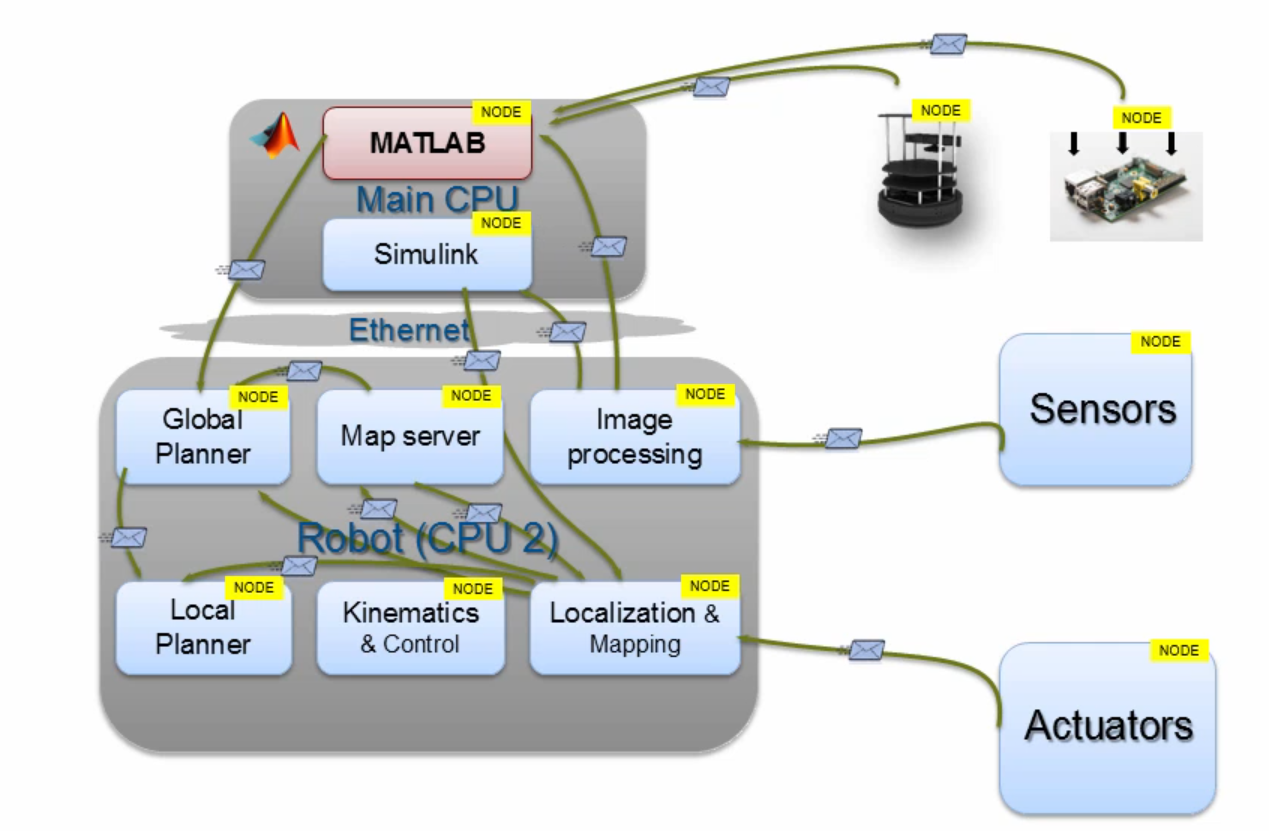 NODE
MATLAB
Main CPU
NODE
Simulink
Ethernet
NODE
NODE
NODE
Global
Planner
NODE
Map server
NODE
Image
processing
NODE
Sensors
Robot (CPU 2)
NODE
Local
Planner
NODE
Kinematics
& Control
NODE
Localization &
Mapping
NODE
Actuators